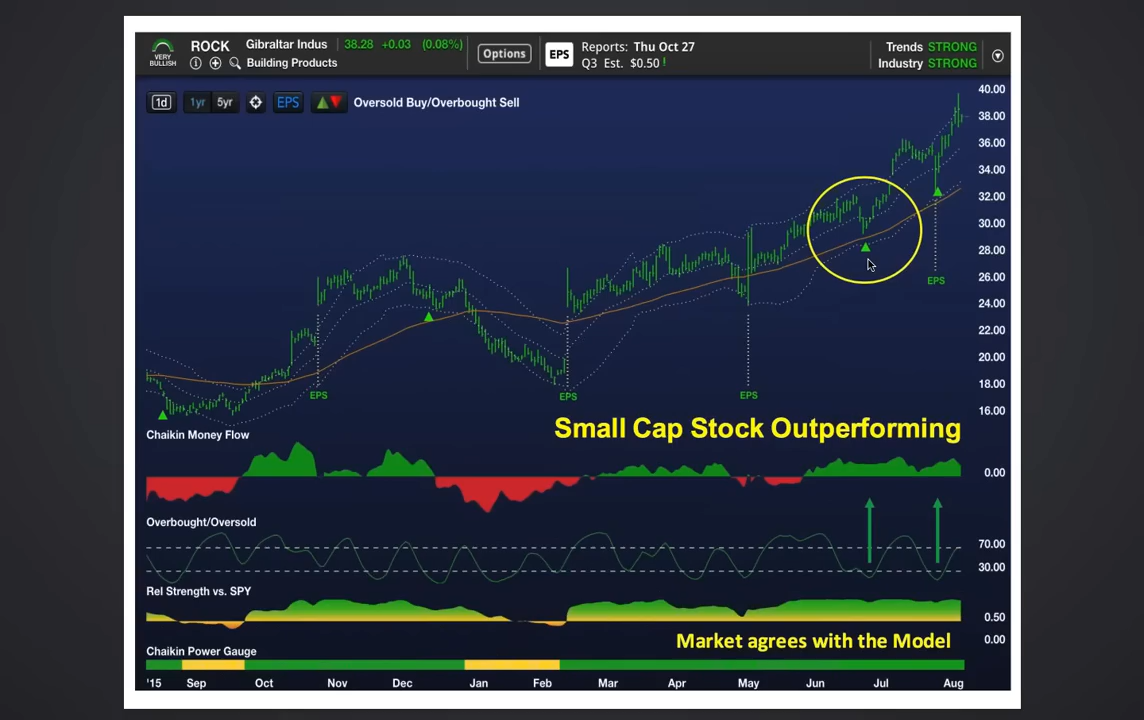 VERY
BULLISH
ROCK Gibraltar Indus 38.28 +0.03 (0.08%)
Building Products
Options
EPS
Reports: Thu Oct 27
Q3 Est. $0.50 !
Trends STRONG
Industry STRONG
1d 1yr 5yr EPS Oversold Buy/Overbought Sell
40.00
38.00
36.00
34.00
32.00
30.00
28.00
26.00
24.00
22.00
20.00
18.00
16.00
EPS
EPS
EPS
EPS
Small Cap Stock Outperforming
Chaikin Money Flow
0.00
Overbought/Oversold
70.00
30.00
Rel Strength vs. SPY
0.50
0.00
Market agrees with the Model
Chaikin Power Gauge
'15 Sep Oct Nov Dec Jan Feb Mar Apr May Jun Jul Aug